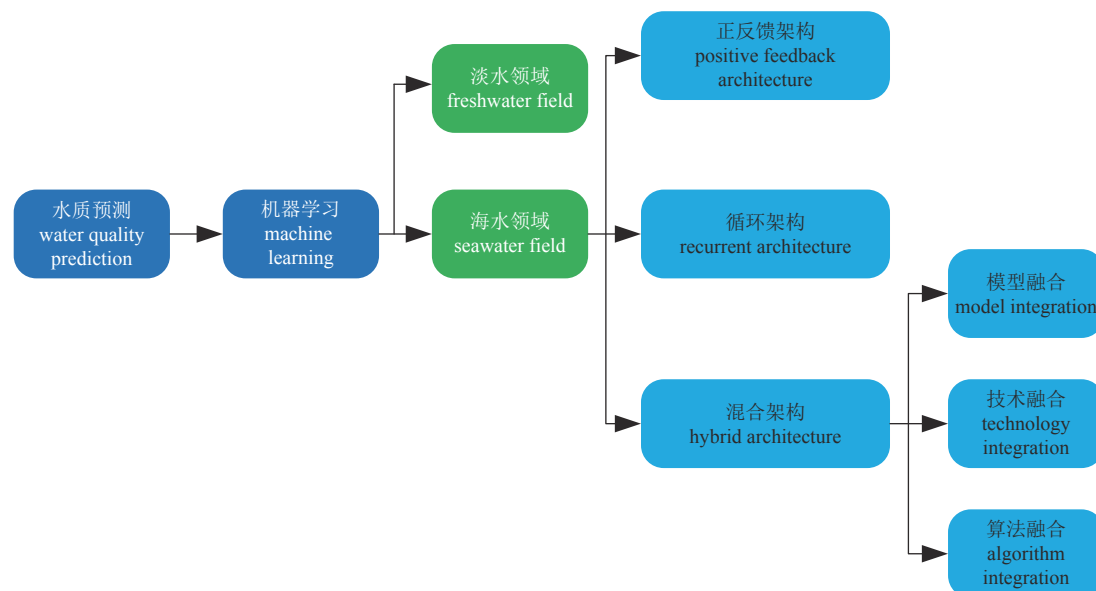 水质预测
water quality
prediction
机器学习
machine
learning
淡水领域
freshwater field
海水领域
seawater field
正反馈架构
positive feedback
architecture
循环架构
recurrent architecture
混合架构
hybrid architecture
模型融合
model integration
技术融合
technology
integration
算法融合
algorithm
integration